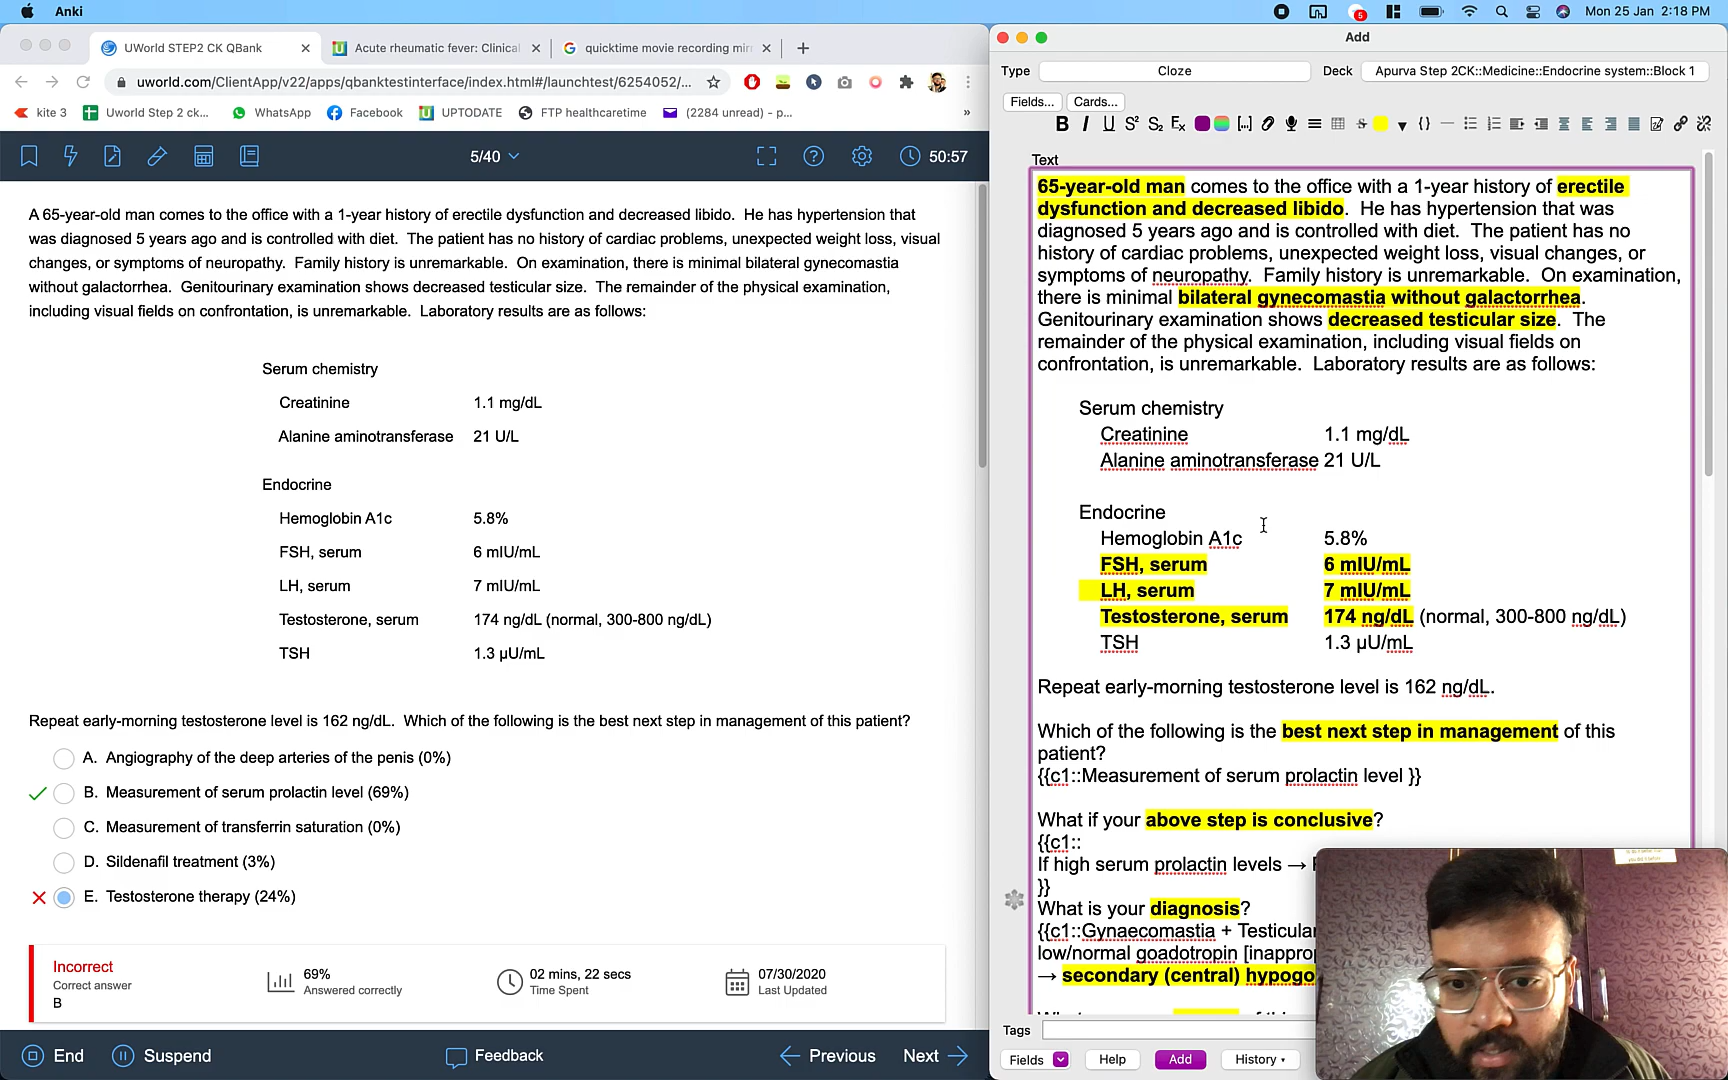 Anki
Mon 25 Jan 2:18 PM
5
UWorld STEP2 CK QBank
Acute rheumatic fever: Clinical
quicktime movie recording mirr
uworld.com/ClientApp/v22/apps/qbanktestinterface/index.html#/launchtest/6254052/...
kite 3
Uworld Step 2 ck...
WhatsApp
Facebook
UPTODATE
FTP healthcaretime
(2284 unread) - p...
»
5/40
50:57
A 65-year-old man comes to the office with a 1-year history of erectile dysfunction and decreased libido. He has hypertension that
was diagnosed 5 years ago and is controlled with diet. The patient has no history of cardiac problems, unexpected weight loss, visual
changes, or symptoms of neuropathy. Family history is unremarkable. On examination, there is minimal bilateral gynecomastia
without galactorrhea. Genitourinary examination shows decreased testicular size. The remainder of the physical examination,
including visual fields on confrontation, is unremarkable. Laboratory results are as follows:
Serum chemistry
Creatinine 1.1 mg/dL
Alanine aminotransferase 21 U/L
Endocrine
Hemoglobin A1c 5.8%
FSH, serum 6 mIU/mL
LH, serum 7 mIU/mL
Testosterone, serum 174 ng/dL (normal, 300-800 ng/dL)
TSH 1.3 µU/mL
Repeat early-morning testosterone level is 162 ng/dL. Which of the following is the best next step in management of this patient?
A. Angiography of the deep arteries of the penis (0%)
B. Measurement of serum prolactin level (69%)
C. Measurement of transferrin saturation (0%)
D. Sildenafil treatment (3%)
E. Testosterone therapy (24%)
Incorrect
Correct answer
B
69%
Answered correctly
02 mins, 22 secs
Time Spent
07/30/2020
Last Updated
End
Suspend
Feedback
Previous
Next
Add
Type Cloze Deck Apurva Step 2CK::Medicine::Endocrine system::Block 1
Fields... Cards...
Text
65-year-old man comes to the office with a 1-year history of erectile
dysfunction and decreased libido. He has hypertension that was
diagnosed 5 years ago and is controlled with diet. The patient has no
history of cardiac problems, unexpected weight loss, visual changes, or
symptoms of neuropathy. Family history is unremarkable. On examination,
there is minimal bilateral gynecomastia without galactorrhea.
Genitourinary examination shows decreased testicular size. The
remainder of the physical examination, including visual fields on
confrontation, is unremarkable. Laboratory results are as follows:
Serum chemistry
Creatinine 1.1 mg/dL
Alanine aminotransferase 21 U/L
Endocrine
Hemoglobin A1c 5.8%
FSH, serum 6 mIU/mL
LH, serum 7 mIU/mL
Testosterone, serum 174 ng/dL (normal, 300-800 ng/dL)
TSH 1.3 µU/mL
Repeat early-morning testosterone level is 162 ng/dL.
Which of the following is the best next step in management of this
patient?
{{c1::Measurement of serum prolactin level }}
What if your above step is conclusive?
{{c1::
If high serum prolactin levels →
}}
What is your diagnosis?
{{c1::Gynaecomastia + Testicular
low/normal goadotropin [inapprop
→ secondary (central) hypogo
Tags
Fields Help Add History